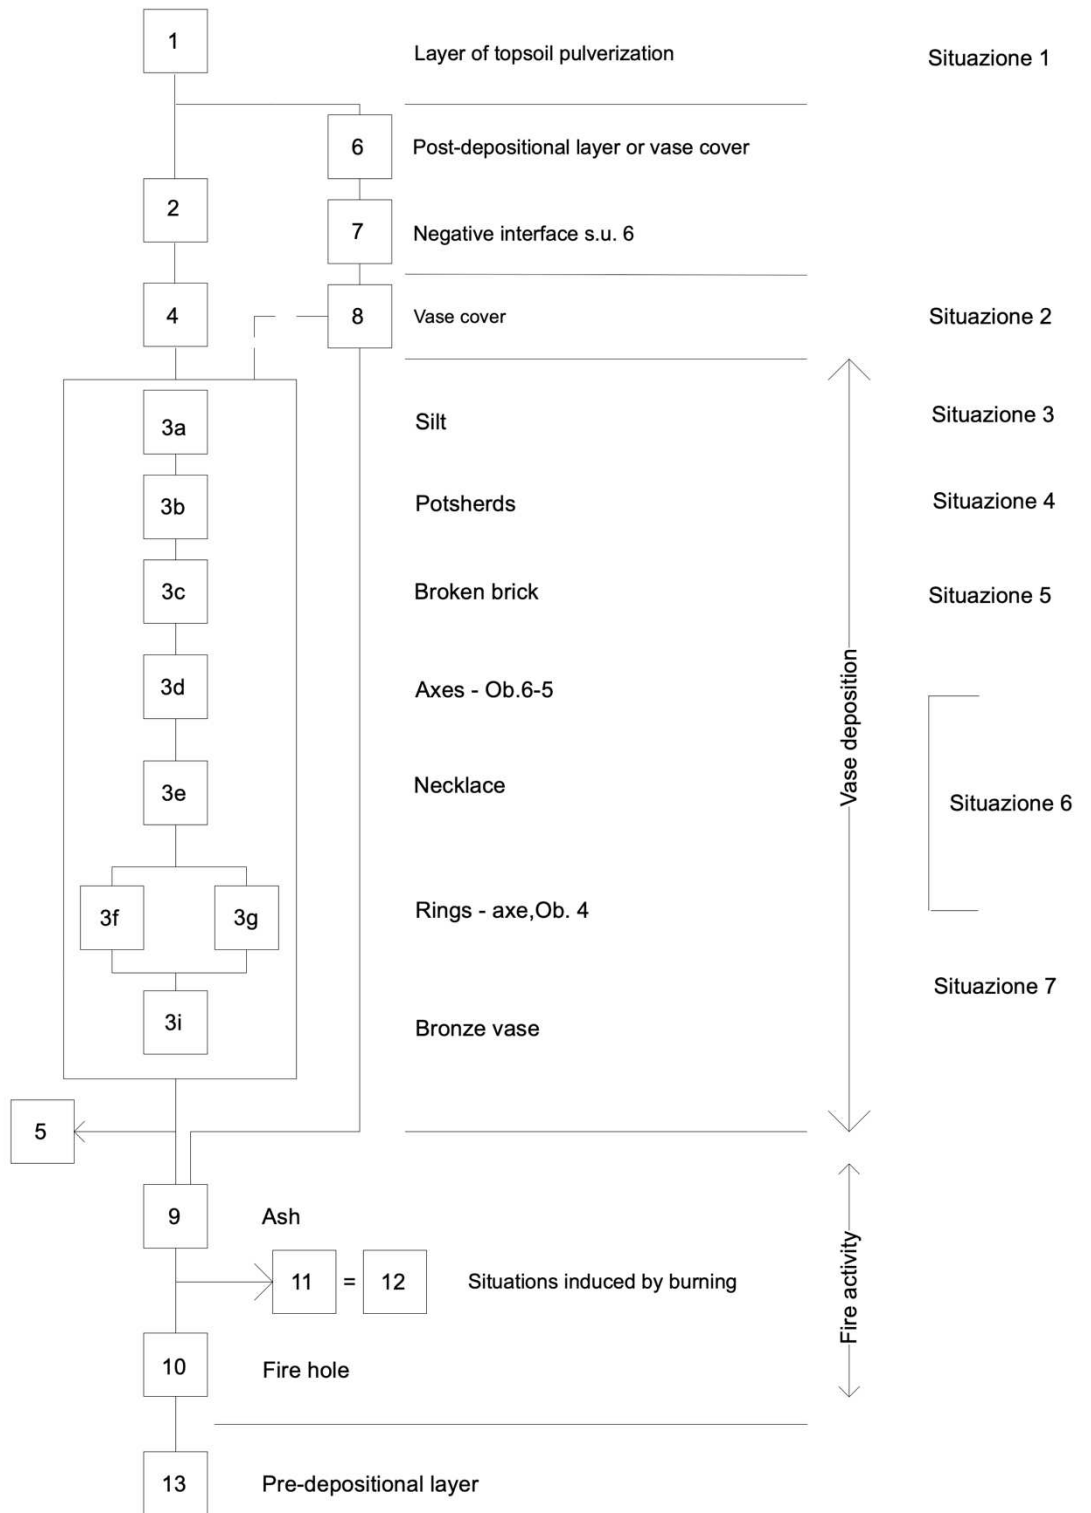 1
Layer of topsoil pulverization
Situazione 1
6
Post-depositional layer or vase cover
2
7
Negative interface s.u. 6
4
8
Vase cover
Situazione 2
3a
Silt
Situazione 3
3b
Potsherds
Situazione 4
3c
Broken brick
Situazione 5
3d
Axes - Ob.6-5
Vase deposition
3e
Necklace
Situazione 6
3f
3g
Rings - axe,Ob. 4
Situazione 7
3i
Bronze vase
5
9
Ash
Fire activity
11 = 12
Situations induced by burning
10
Fire hole
13
Pre-depositional layer